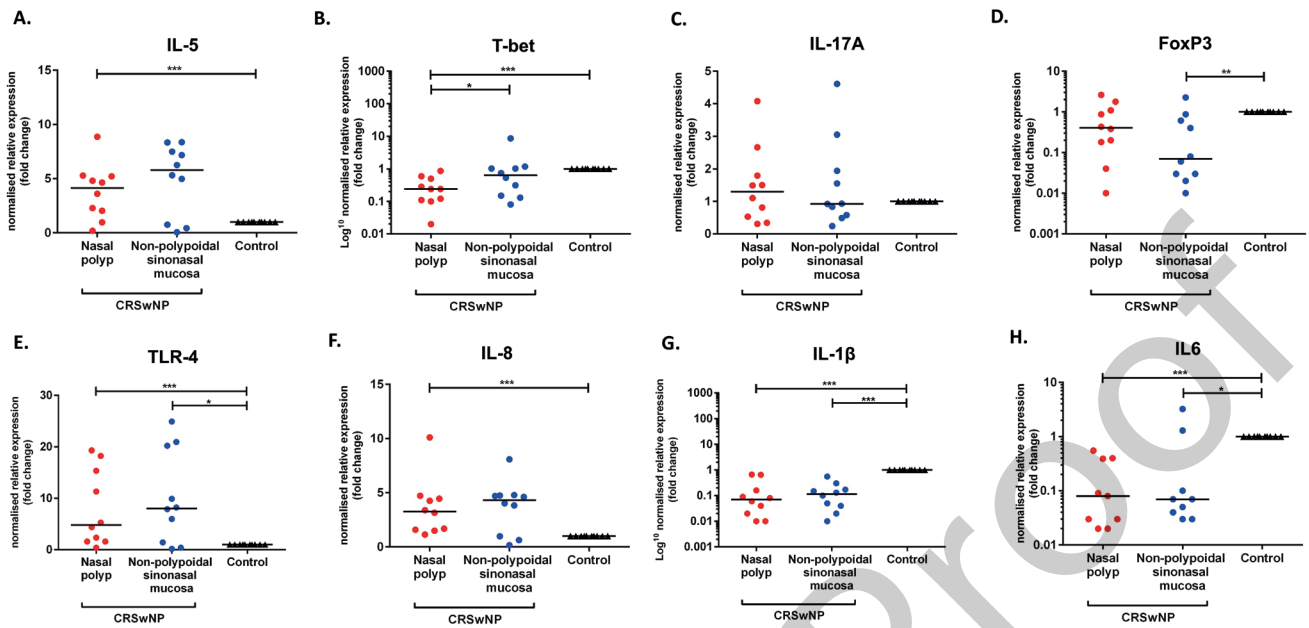 A.
IL-5
normalised relative expression
(fold change)
15
10
5
0
***
Nasal
polyp
Non-polypoidal
sinonasal
mucosa
Control
CRSwNP
B.
T-bet
Log¹⁰ normalised relative expression
(fold change)
1000
100
10
1
0.1
0.01
***
*
Nasal
polyp
Non-polypoidal
sinonasal
mucosa
Control
CRSwNP
C.
IL-17A
normalised relative expression
(fold change)
5
4
3
2
1
0
Nasal
polyp
Non-polypoidal
sinonasal
mucosa
Control
CRSwNP
D.
FoxP3
normalised relative expression
(fold change)
10
1
0.1
0.01
0.001
**
Nasal
polyp
Non-polypoidal
sinonasal
mucosa
Control
CRSwNP
E.
TLR-4
normalised relative expression
(fold change)
30
20
10
0
***
*
Nasal
polyp
Non-polypoidal
sinonasal
mucosa
Control
CRSwNP
F.
IL-8
normalised relative expression
(fold change)
15
10
5
0
***
Nasal
polyp
Non-polypoidal
sinonasal
mucosa
Control
CRSwNP
G.
IL-1β
Log¹⁰ normalised relative expression
(fold change)
1000
100
10
1
0.1
0.01
0.001
***
***
Nasal
polyp
Non-polypoidal
sinonasal
mucosa
Control
CRSwNP
H.
IL6
normalised relative expression
(fold change)
10
1
0.1
0.01
***
*
Nasal
polyp
Non-polypoidal
sinonasal
mucosa
Control
CRSwNP
Proof